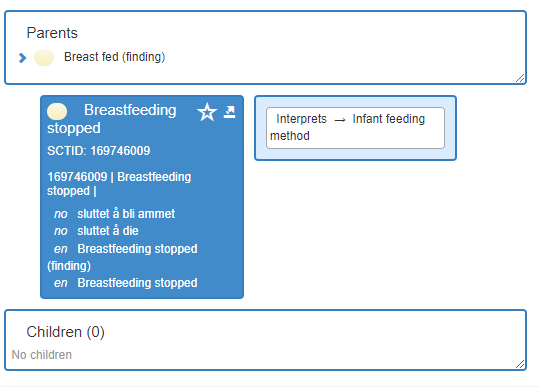 Parents
Breast fed (finding)
Breastfeeding
stopped
SCTID: 169746009
169746009 | Breastfeeding
stopped |
no sluttet å bli ammet
no sluttet å die
en Breastfeeding stopped
(finding)
en Breastfeeding stopped
Interprets → Infant feeding
method
Children (0)
No children